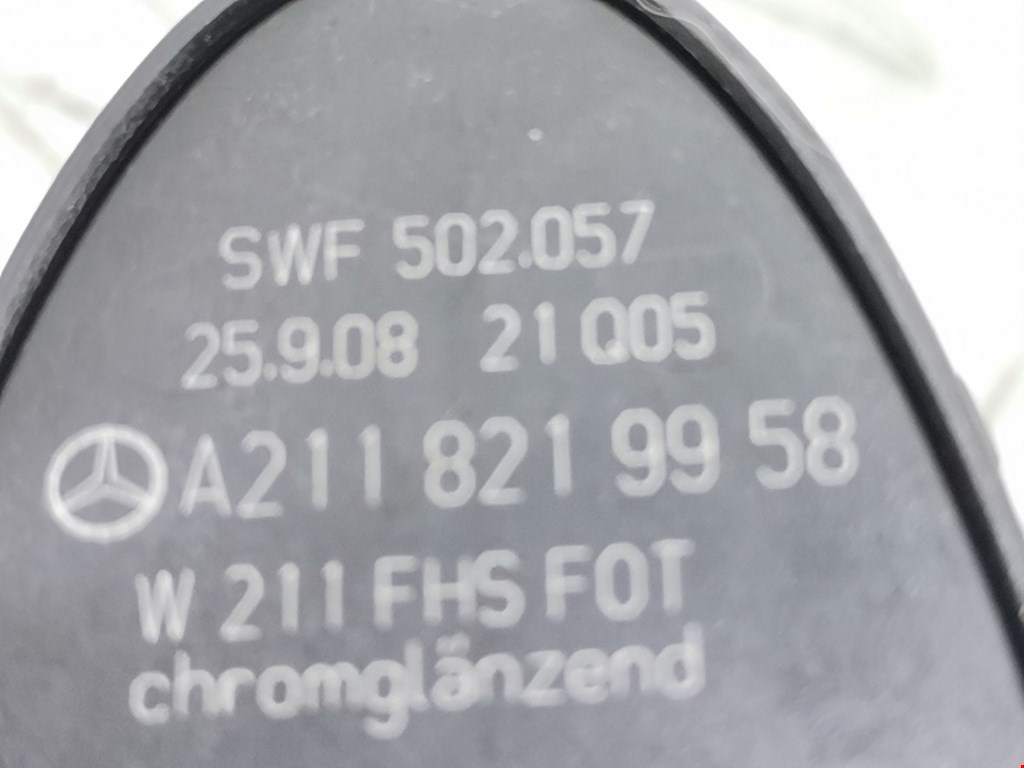 SWF 502.057
25.9.08 21 Q05
A211 821 99 58
W 211 FHS FOT
chromglänzend